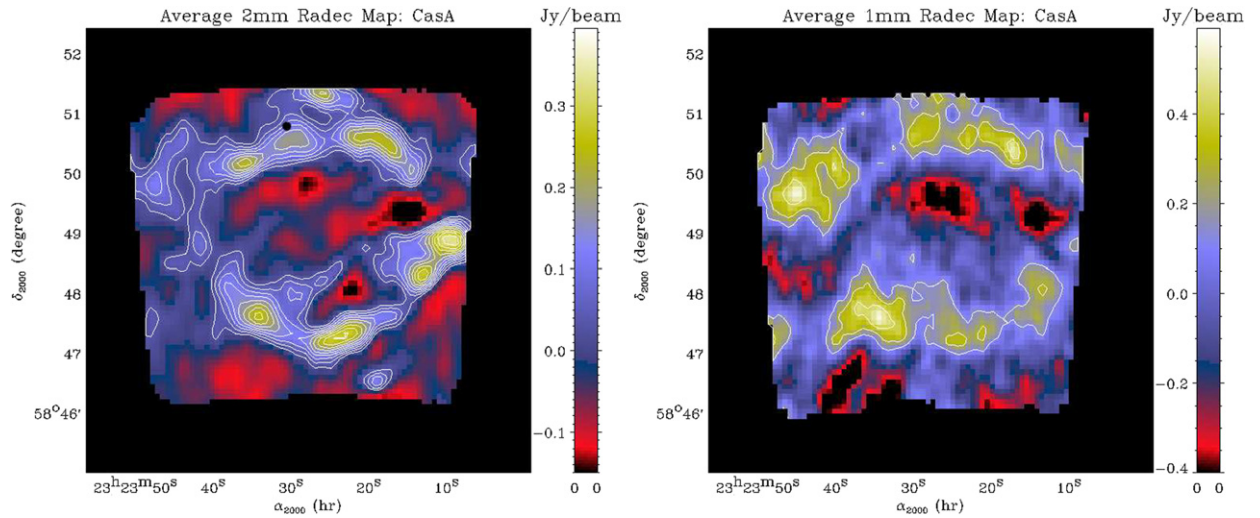 Average 2mm Radec Map: CasA
Jy/beam
52
51
50
49
48
47
58°46′
δ2000 (degree)
0.3
0.2
0.1
0.0
−0.1
23h23m50s
40s
30s
20s
10s
0 0
α2000 (hr)
Average 1mm Radec Map: CasA
Jy/beam
52
51
50
49
48
47
58°46′
δ2000 (degree)
0.4
0.2
0.0
−0.2
−0.4
23h23m50s
40s
30s
20s
10s
0 0
α2000 (hr)